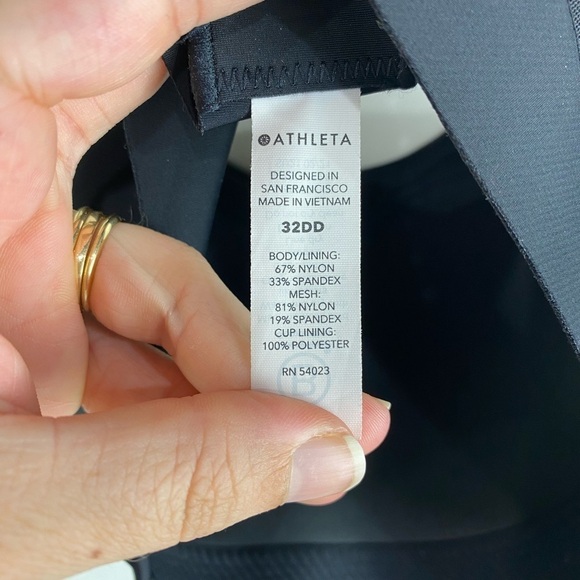 ATHLETA
DESIGNED IN
SAN FRANCISCO
MADE IN VIETNAM
32DD
BODY/LINING:
67% NYLON
33% SPANDEX
MESH:
81% NYLON
19% SPANDEX
CUP LINING:
100% POLYESTER
RN 54023